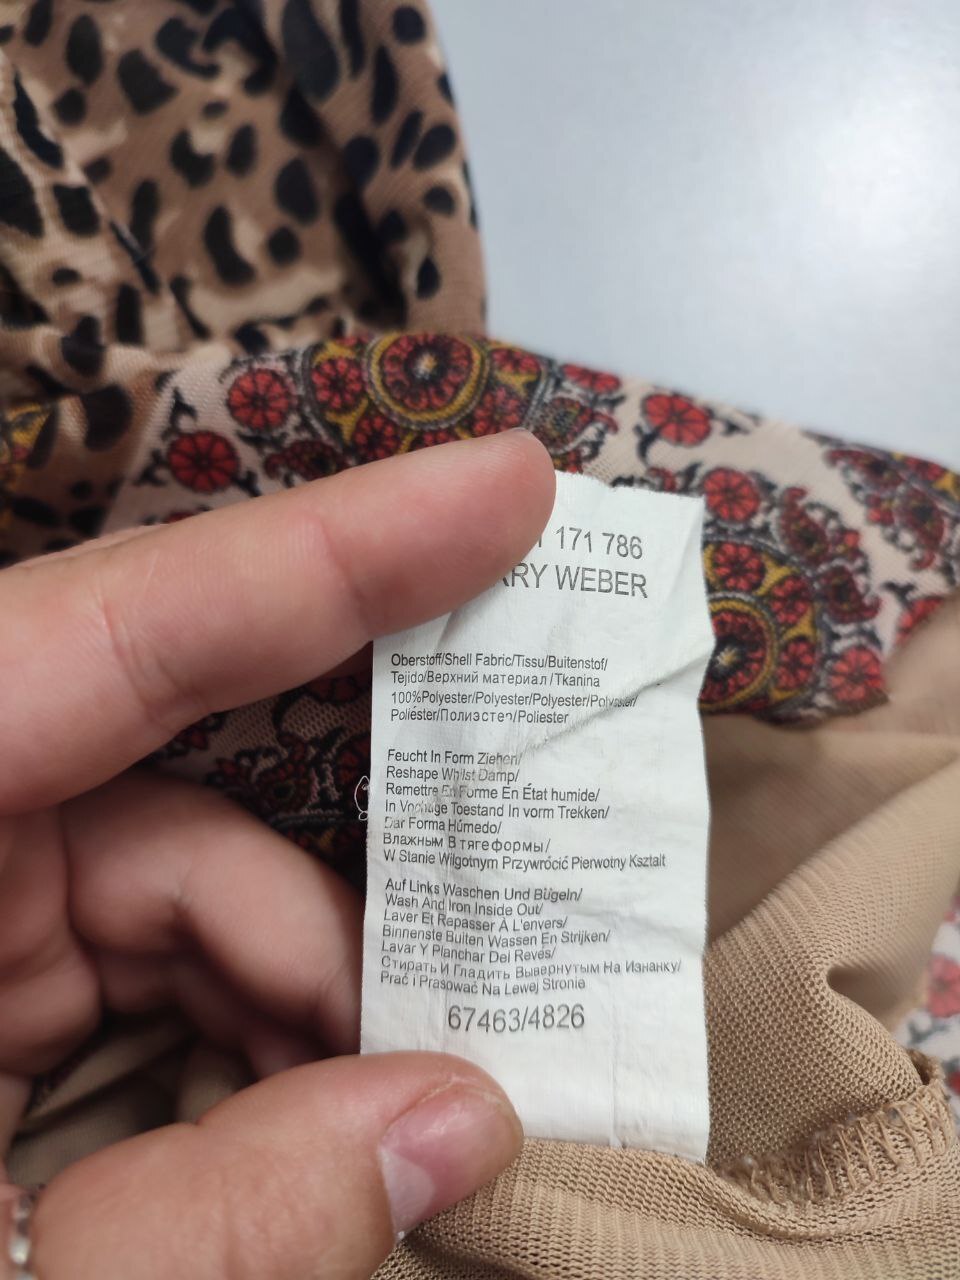 171 786
WEBER
Oberstoff/Shell Fabric/Tissu/Buitenstof/
Tejido/Верхний материал/Tkanina
100%Polyester/Polyester/Polyester/Polyester/
Poliéster/Полиэстер/Poliester
Feucht In Form Ziehen/
Reshape Whilst Damp/
Remettre En Forme En État humide/
In Vochtige Toestand In vorm Trekken/
Dar Forma Húmedo/
Влажным В тягеформы/
W Stanie Wilgotnym Przywrócić Pierwotny Kształt
Auf Links Waschen Und Bügeln/
Wash And Iron Inside Out/
Laver Et Repasser À L'envers/
Binnenste Buiten Wassen En Strijken/
Lavar Y Planchar Del Revés/
Стирать И Гладить Вывернутым На Изнанку/
Prać i Prasować Na Lewej Stronie
67463/4826